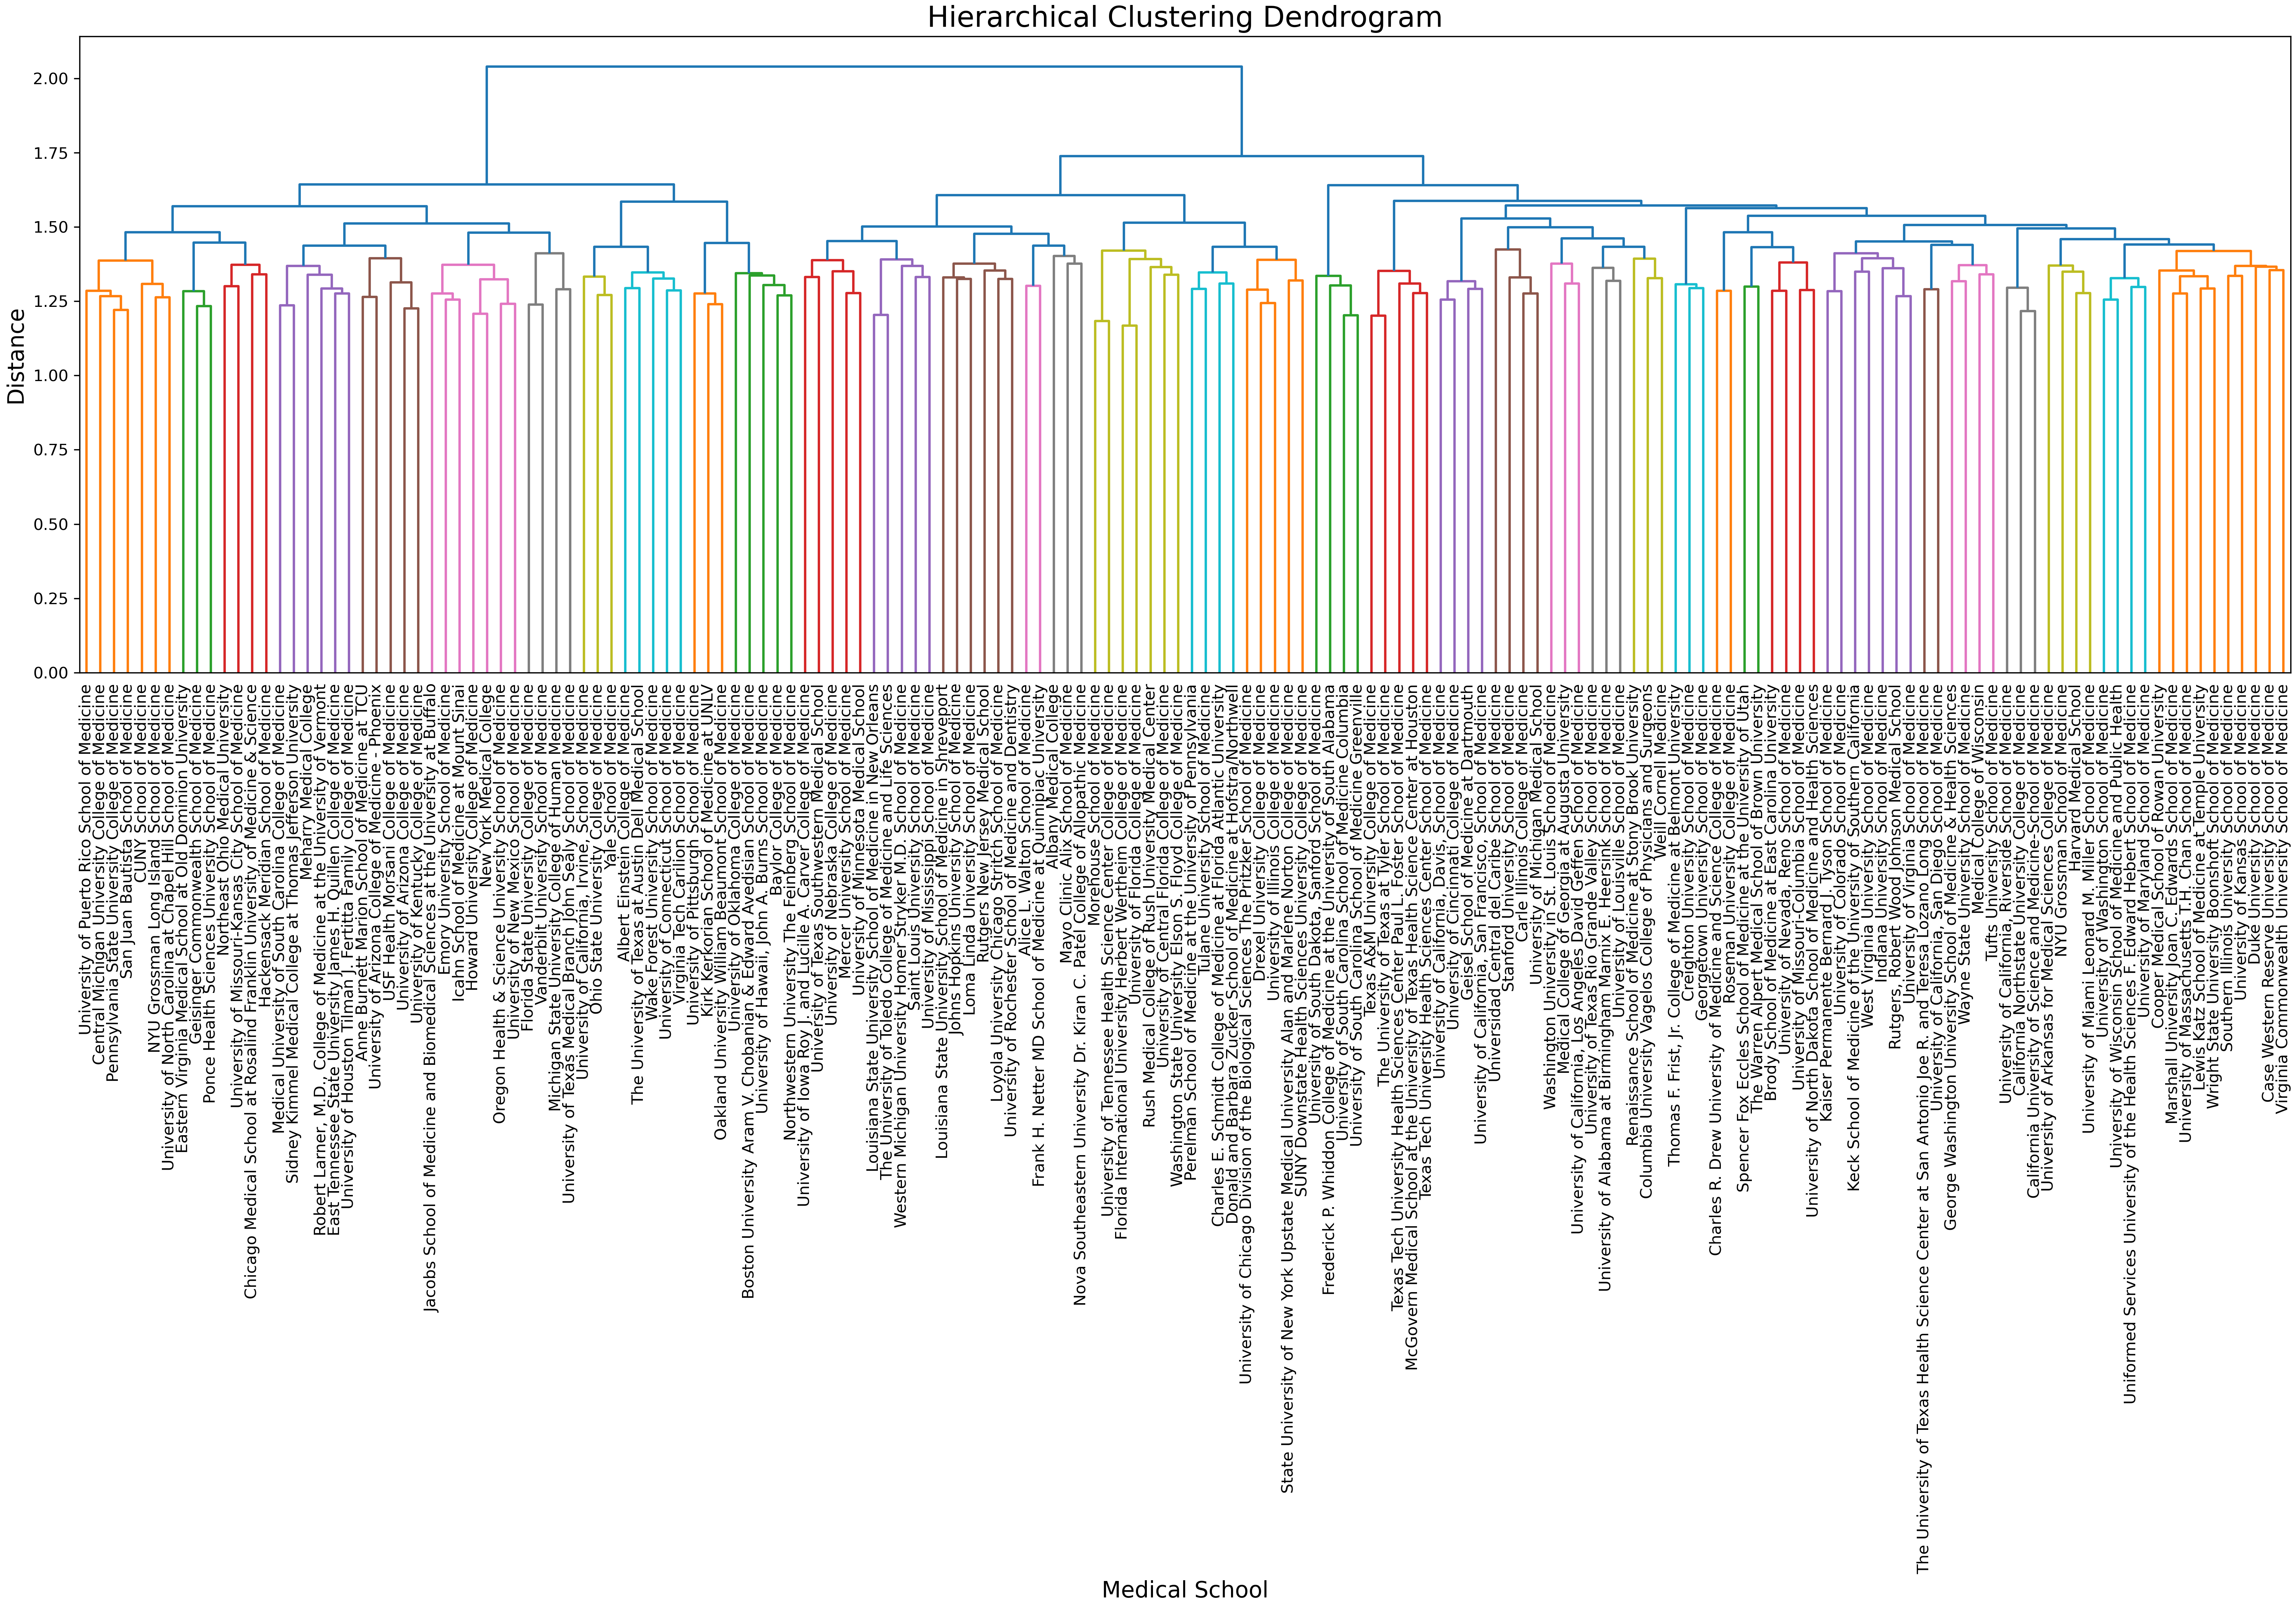 Hierarchical Clustering Dendrogram
2.00
1.75
1.50
1.25
1.00
0.75
0.50
0.25
0.00
Distance
University of Puerto Rico School of Medicine
Central Michigan University College of Medicine
Pennsylvania State University College of Medicine
San Juan Bautista School of Medicine
CUNY School of Medicine
NYU Grossman Long Island School of Medicine
University of North Carolina at Chapel Hill School of Medicine
Eastern Virginia Medical School at Old Dominion University
Geisinger Commonwealth School of Medicine
Ponce Health Sciences University School of Medicine
Northeast Ohio Medical University
University of Missouri-Kansas City School of Medicine
Chicago Medical School at Rosalind Franklin University of Medicine & Science
Hackensack Meridian School of Medicine
Medical University of South Carolina College of Medicine
Sidney Kimmel Medical College at Thomas Jefferson University
Meharry Medical College
Robert Larner, M.D., College of Medicine at the University of Vermont
East Tennessee State University James H. Quillen College of Medicine
University of Houston Tilman J. Fertitta Family College of Medicine
Anne Burnett Marion School of Medicine at TCU
University of Arizona College of Medicine - Phoenix
USF Health Morsani College of Medicine
University of Arizona College of Medicine
University of Kentucky College of Medicine
Jacobs School of Medicine and Biomedical Sciences at the University at Buffalo
Emory University School of Medicine
Icahn School of Medicine at Mount Sinai
Howard University College of Medicine
New York Medical College
Oregon Health & Science University School of Medicine
University of New Mexico School of Medicine
Florida State University College of Medicine
Vanderbilt University School of Medicine
Michigan State University College of Human Medicine
University of Texas Medical Branch John Sealy School of Medicine
University of California, Irvine, School of Medicine
Ohio State University College of Medicine
Yale School of Medicine
Albert Einstein College of Medicine
The University of Texas at Austin Dell Medical School
Wake Forest University School of Medicine
University of Connecticut School of Medicine
Virginia Tech Carilion School of Medicine
University of Pittsburgh School of Medicine
Kirk Kerkorian School of Medicine at UNLV
Oakland University William Beaumont School of Medicine
University of Oklahoma College of Medicine
Boston University Aram V. Chobanian & Edward Avedisian School of Medicine
University of Hawaii, John A. Burns School of Medicine
Baylor College of Medicine
Northwestern University The Feinberg School of Medicine
University of Iowa Roy J. and Lucille A. Carver College of Medicine
University of Texas Southwestern Medical School
University of Nebraska College of Medicine
Mercer University School of Medicine
University of Minnesota Medical School
Louisiana State University School of Medicine in New Orleans
The University of Toledo College of Medicine and Life Sciences
Western Michigan University Homer Stryker M.D. School of Medicine
Saint Louis University School of Medicine
University of Mississippi School of Medicine
Louisiana State University School of Medicine in Shreveport
Johns Hopkins University School of Medicine
Loma Linda University School of Medicine
Rutgers New Jersey Medical School
Loyola University Chicago Stritch School of Medicine
University of Rochester School of Medicine and Dentistry
Alice L. Walton School of Medicine
Frank H. Netter MD School of Medicine at Quinnipiac University
Albany Medical College
Mayo Clinic Alix School of Medicine
Nova Southeastern University Dr. Kiran C. Patel College of Allopathic Medicine
Morehouse School of Medicine
University of Tennessee Health Science Center College of Medicine
Florida International University Herbert Wertheim College of Medicine
University of Florida College of Medicine
Rush Medical College of Rush University Medical Center
University of Central Florida College of Medicine
Washington State University Elson S. Floyd College of Medicine
Perelman School of Medicine at the University of Pennsylvania
Tulane University School of Medicine
Charles E. Schmidt College of Medicine at Florida Atlantic University
Donald and Barbara Zucker School of Medicine at Hofstra/Northwell
University of Chicago Division of the Biological Sciences The Pritzker School of Medicine
Drexel University College of Medicine
University of Illinois College of Medicine
State University of New York Upstate Medical University Alan and Marlene Norton College of Medicine
SUNY Downstate Health Sciences University College of Medicine
University of South Dakota, Sanford School of Medicine
Frederick P. Whiddon College of Medicine at the University of South Alabama
University of South Carolina School of Medicine Columbia
University of South Carolina School of Medicine Greenville
Texas A&M University College of Medicine
The University of Texas at Tyler School of Medicine
Texas Tech University Health Sciences Center Paul L. Foster School of Medicine
McGovern Medical School at the University of Texas Health Science Center at Houston
Texas Tech University Health Sciences Center School of Medicine
University of California, Davis, School of Medicine
University of Cincinnati College of Medicine
Geisel School of Medicine at Dartmouth
University of California, San Francisco, School of Medicine
Universidad Central del Caribe School of Medicine
Stanford University School of Medicine
Carle Illinois College of Medicine
University of Michigan Medical School
Washington University in St. Louis School of Medicine
Medical College of Georgia at Augusta University
University of California, Los Angeles David Geffen School of Medicine
University of Texas Rio Grande Valley School of Medicine
University of Alabama at Birmingham Marnix E. Heersink School of Medicine
University of Louisville School of Medicine
Renaissance School of Medicine at Stony Brook University
Columbia University Vagelos College of Physicians and Surgeons
Weill Cornell Medicine
Thomas F. Frist, Jr. College of Medicine at Belmont University
Creighton University School of Medicine
Georgetown University School of Medicine
Charles R. Drew University of Medicine and Science College of Medicine
Roseman University College of Medicine
Spencer Fox Eccles School of Medicine at the University of Utah
The Warren Alpert Medical School of Brown University
Brody School of Medicine at East Carolina University
University of Nevada, Reno School of Medicine
University of Missouri-Columbia School of Medicine
University of North Dakota School of Medicine and Health Sciences
Kaiser Permanente Bernard J. Tyson School of Medicine
University of Colorado School of Medicine
Keck School of Medicine of the University of Southern California
West Virginia University School of Medicine
Indiana University School of Medicine
Rutgers, Robert Wood Johnson Medical School
University of Virginia School of Medicine
The University of Texas Health Science Center at San Antonio Joe R. and Teresa Lozano Long School of Medicine
University of California, San Diego School of Medicine
George Washington University School of Medicine & Health Sciences
Wayne State University School of Medicine
Medical College of Wisconsin
Tufts University School of Medicine
University of California, Riverside School of Medicine
California Northstate University College of Medicine
California University of Science and Medicine-School of Medicine
University of Arkansas for Medical Sciences College of Medicine
NYU Grossman School of Medicine
Harvard Medical School
University of Miami Leonard M. Miller School of Medicine
University of Washington School of Medicine
University of Wisconsin School of Medicine and Public Health
Uniformed Services University of the Health Sciences F. Edward Hebert School of Medicine
University of Maryland School of Medicine
Cooper Medical School of Rowan University
Marshall University Joan C. Edwards School of Medicine
University of Massachusetts T.H. Chan School of Medicine
Lewis Katz School of Medicine at Temple University
Wright State University Boonshoft School of Medicine
Southern Illinois University School of Medicine
University of Kansas School of Medicine
Duke University School of Medicine
Case Western Reserve University School of Medicine
Virginia Commonwealth University School of Medicine
Medical School